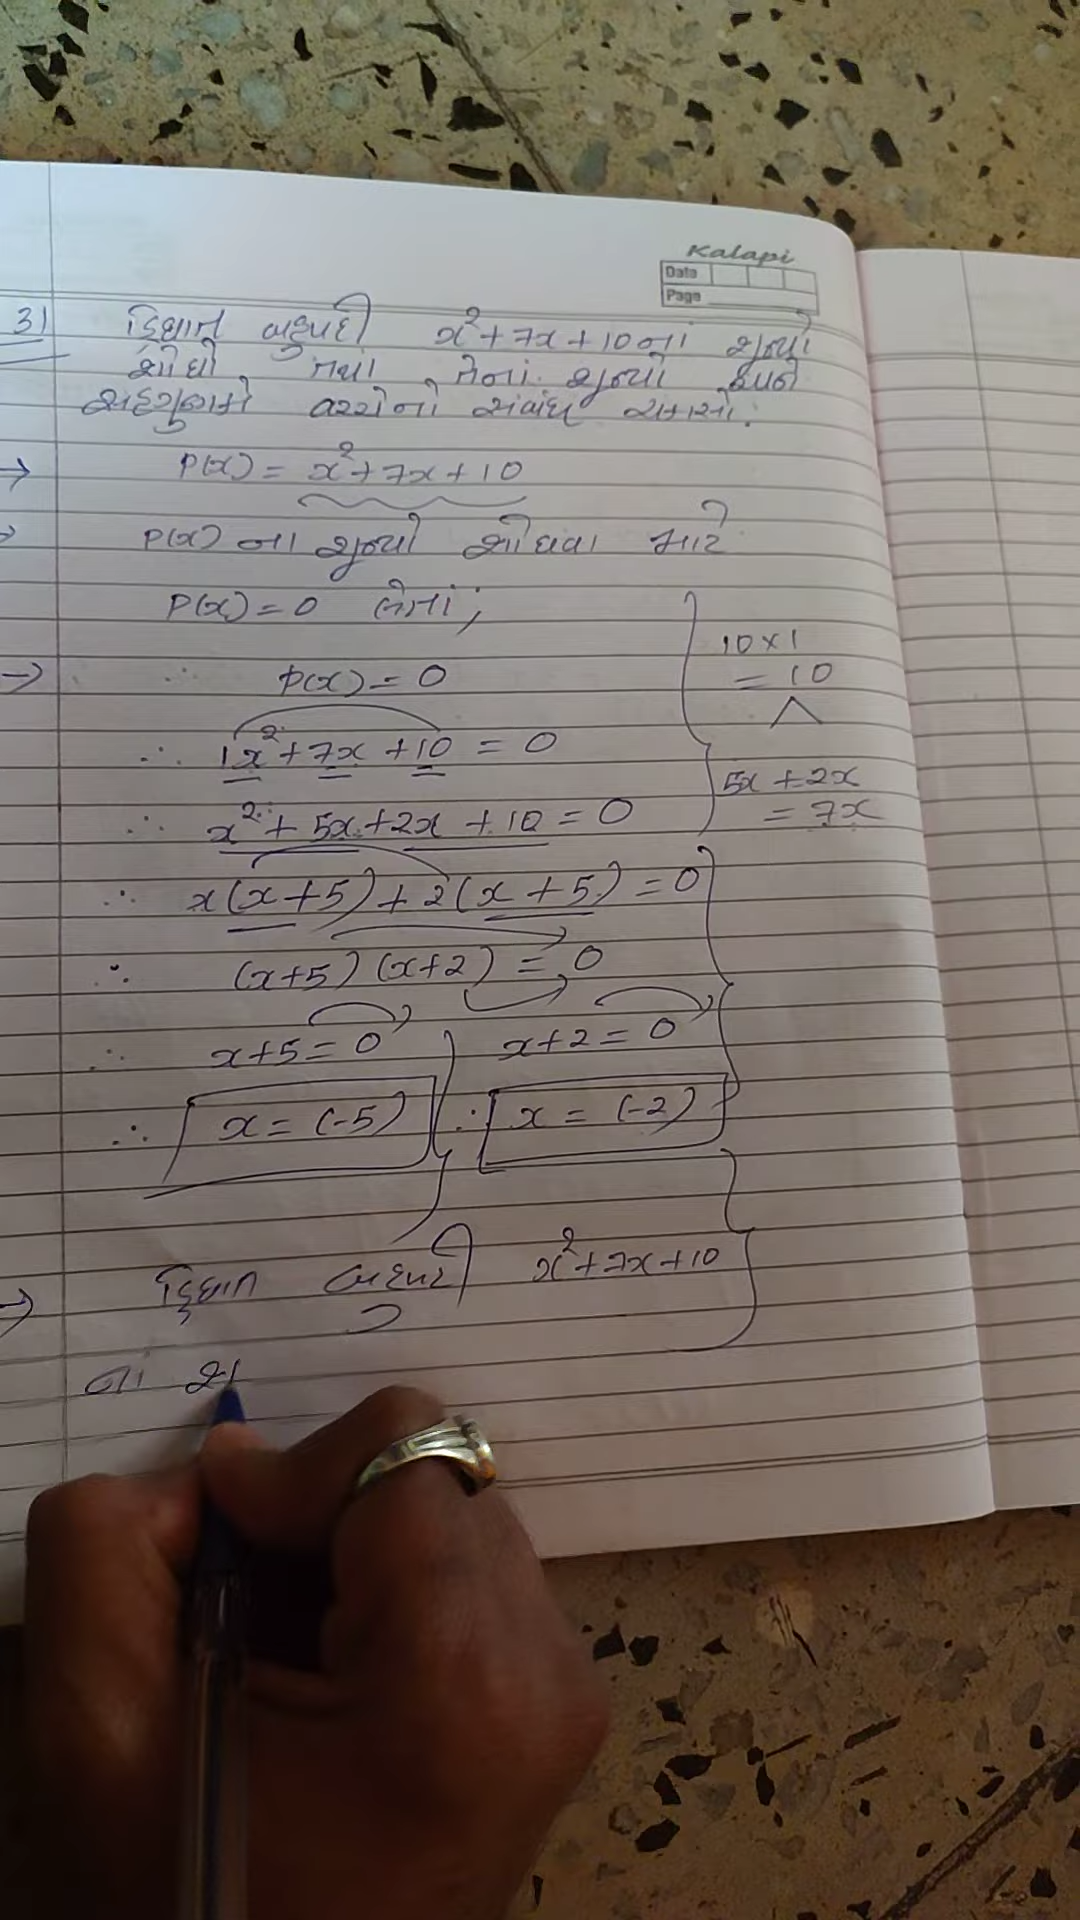 Kalapi
Date
Page
31 દ્વિઘાત બહુપદી x²+7x+10નાં શૂન્યો
શોધો તથા તેનાં શૂન્યો અને
સહગુણકો વચ્ચેનો સંબંધ ચકાસો.
→ P(x) = x²+7x+10
→ P(x) ના શૂન્યો શોધવા માટે
P(x) = 0 લેતાં;
10×1
= 10
→ ∴ P(x) = 0
∴ 1x²+7x+10 = 0
5x+2x
= 7x
∴ x²+5x+2x+10 = 0
∴ x(x+5)+2(x+5) = 0
∴ (x+5)(x+2) = 0
∴ x+5=0 x+2=0
∴ x=(-5) ∴ x=(-2)
→ દ્વિઘાત બહુપદી x²+7x+10
નાં